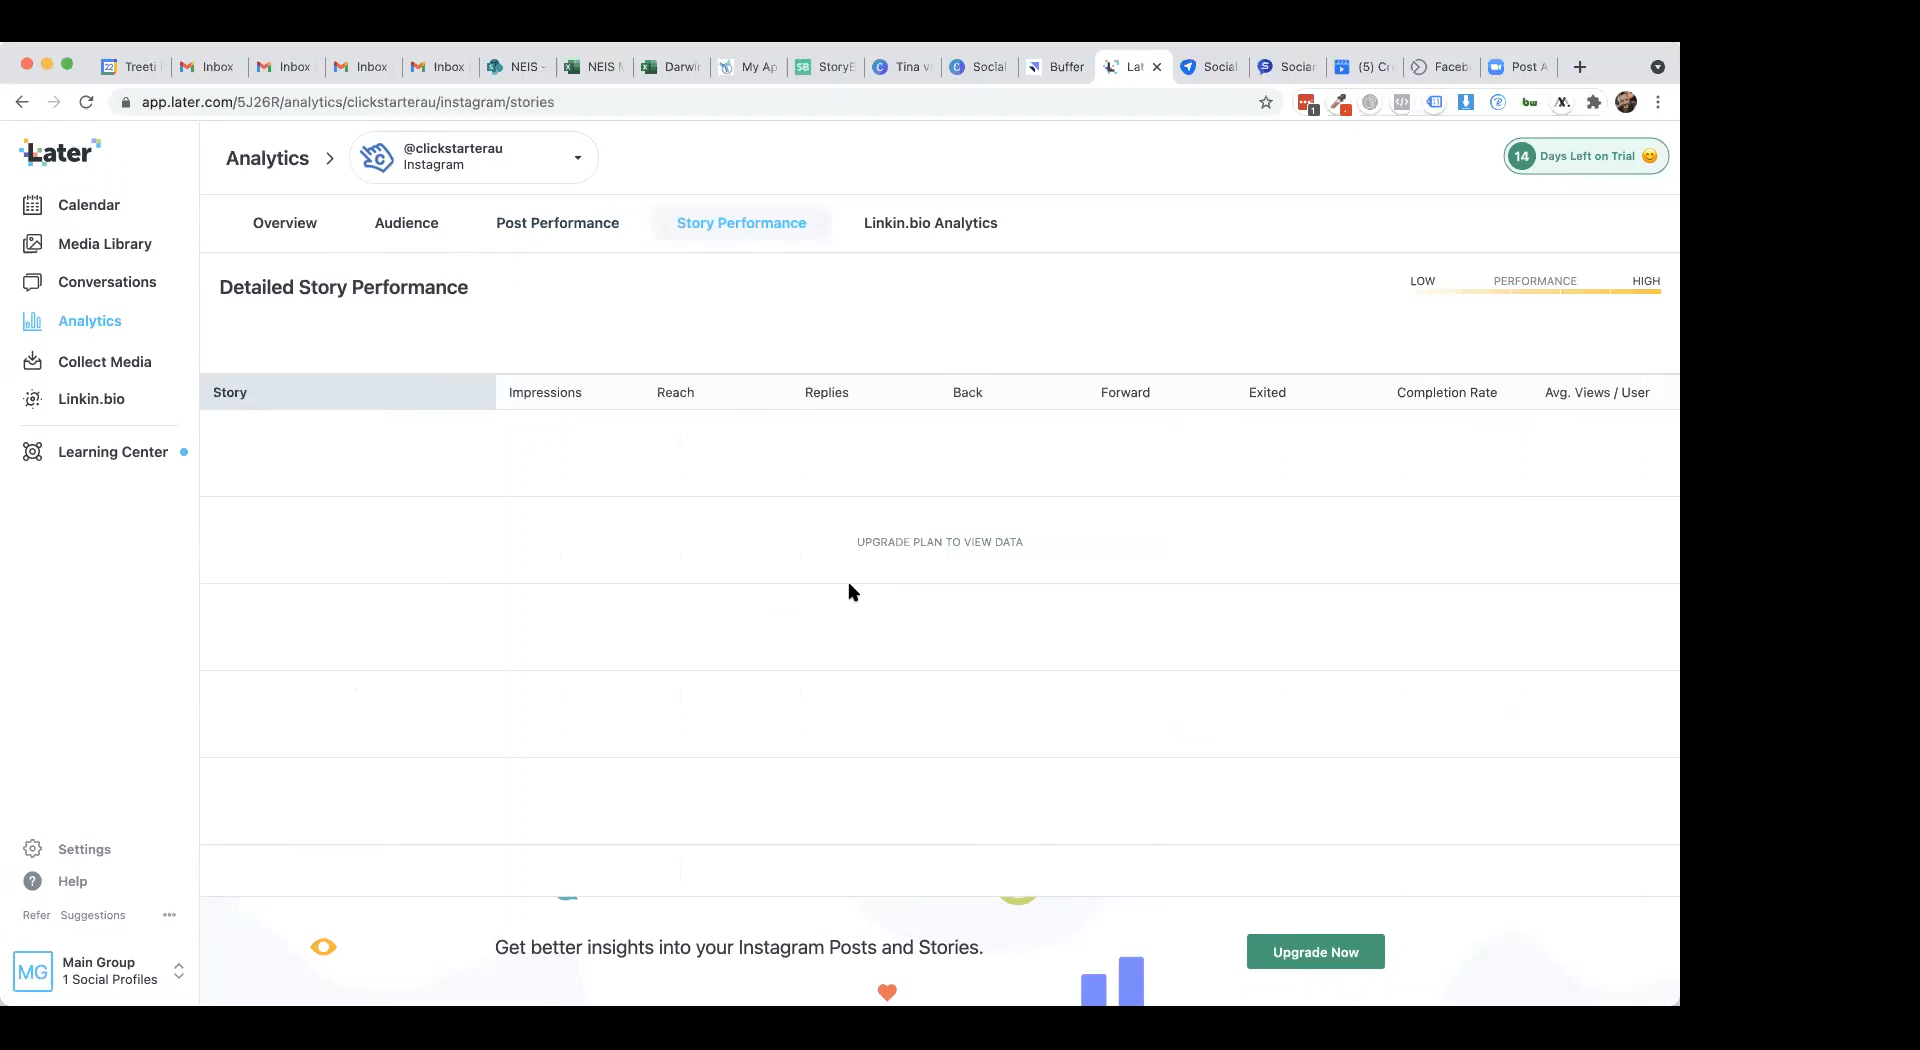 22 Treeti
Inbox
Inbox
Inbox
Inbox
NEIS -
NEIS
Darwi
My Ap
SB StoryE
Tina v
Social
Buffer
Lat
Social
Social
(5) Cr
Faceb
Post A
app.later.com/5J26R/analytics/clickstarterau/instagram/stories
1
bw
Later
Analytics
@clickstarterau
Instagram
14 Days Left on Trial
Calendar
Media Library
Conversations
Analytics
Collect Media
Linkin.bio
Learning Center
Overview
Audience
Post Performance
Story Performance
Linkin.bio Analytics
Detailed Story Performance
LOW PERFORMANCE HIGH
Story Impressions Reach Replies Back Forward Exited Completion Rate Avg. Views / User
UPGRADE PLAN TO VIEW DATA
Settings
Help
Refer Suggestions
MG Main Group
1 Social Profiles
Get better insights into your Instagram Posts and Stories.
Upgrade Now